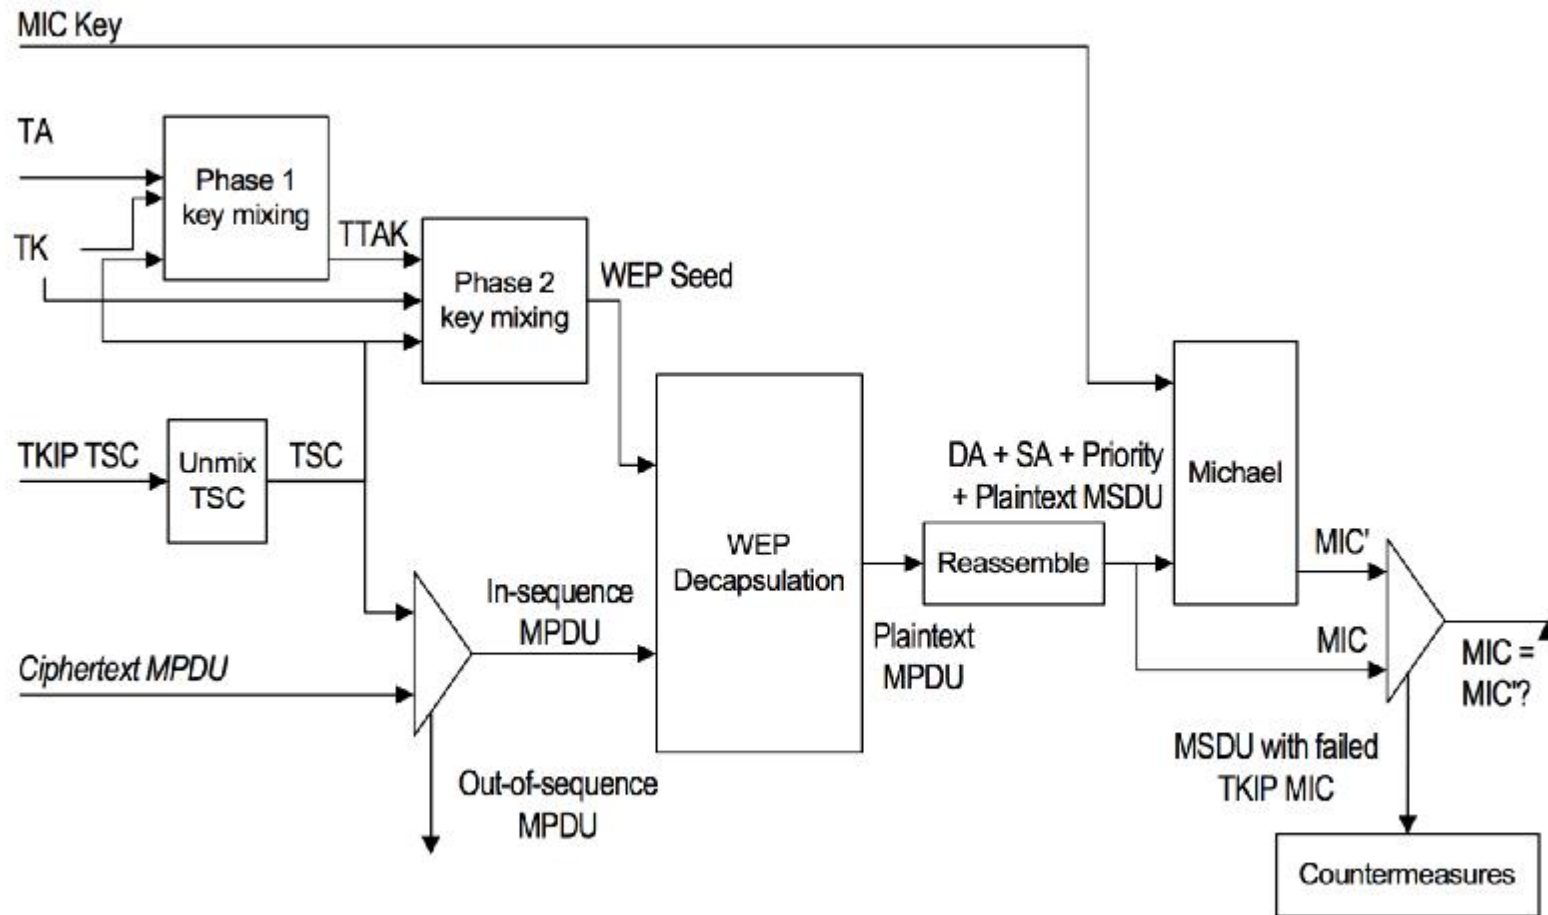 MIC Key
TA
Phase 1
key mixing
TK
TTAK
Phase 2
key mixing
WEP Seed
TKIP TSC
Unmix
TSC
TSC
DA + SA + Priority
+ Plaintext MSDU
Michael
WEP
Decapsulation
Reassemble
MIC'
In-sequence
MPDU
Plaintext
MPDU
MIC
MIC =
MIC'?
Ciphertext MPDU
MSDU with failed
TKIP MIC
Out-of-sequence
MPDU
Countermeasures